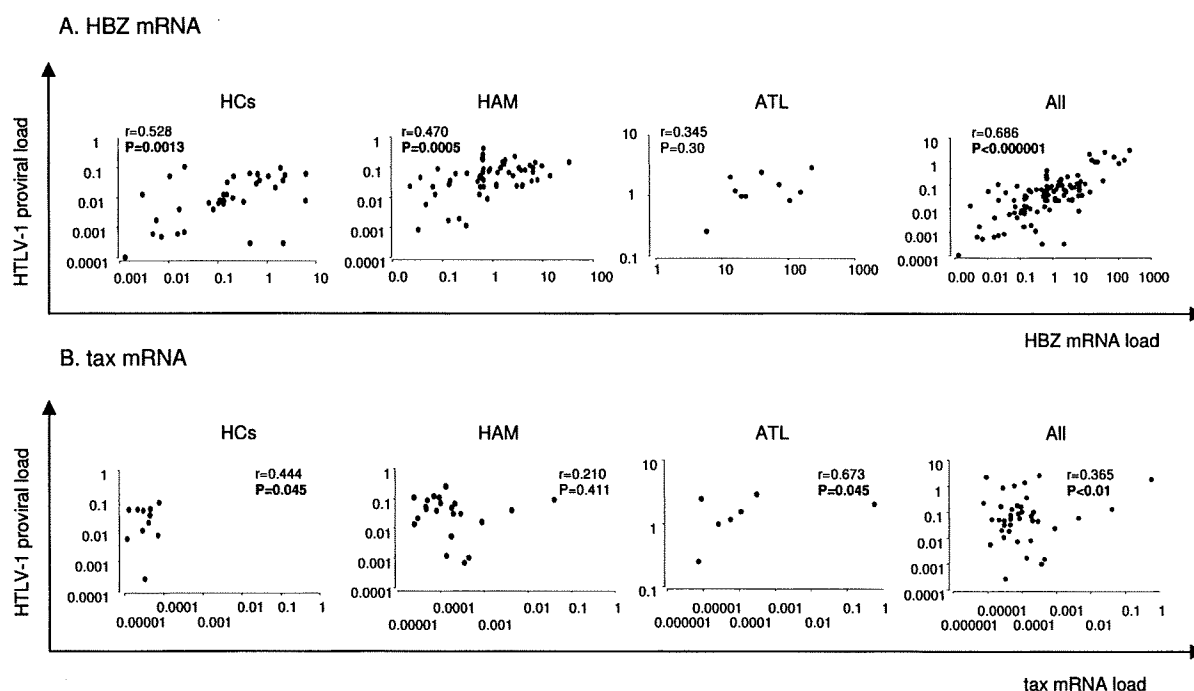 A. HBZ mRNA
HTLV-1 proviral load
HCs
r=0.528
P=0.0013
1
0.1
0.01
0.001
0.0001
0.001 0.01 0.1 1 10
HAM
r=0.470
P=0.0005
1
0.1
0.01
0.001
0.0001
0.0 0.1 1 10 100
ATL
r=0.345
P=0.30
10
1
0.1
1 10 100 1000
All
r=0.686
P<0.000001
10
1
0.1
0.01
0.001
0.0001
0.00 0.01 0.1 1 10 100 1000
HBZ mRNA load
B. tax mRNA
HTLV-1 proviral load
HCs
r=0.444
P=0.045
1
0.1
0.01
0.001
0.0001
0.0001 0.01 0.1 1
0.00001 0.001
HAM
r=0.210
P=0.411
1
0.1
0.01
0.001
0.0001
0.0001 0.01 0.1 1
0.00001 0.001
ATL
r=0.673
P=0.045
10
1
0.1
0.00001 0.001 0.1 1
0.000001 0.0001 0.01
All
r=0.365
P<0.01
10
1
0.1
0.01
0.001
0.0001
0.00001 0.001 0.1 1
0.000001 0.0001 0.01
tax mRNA load